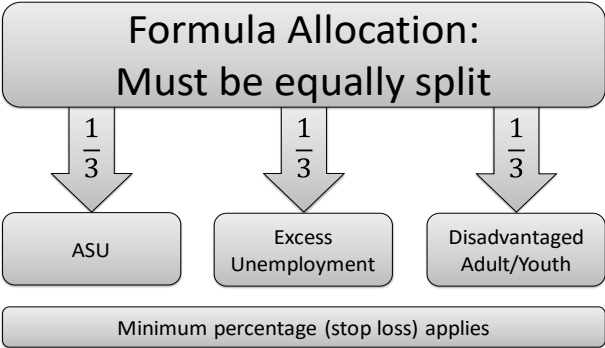 Formula Allocation:
Must be equally split
1/3
1/3
1/3
ASU
Excess
Unemployment
Disadvantaged
Adult/Youth
Minimum percentage (stop loss) applies